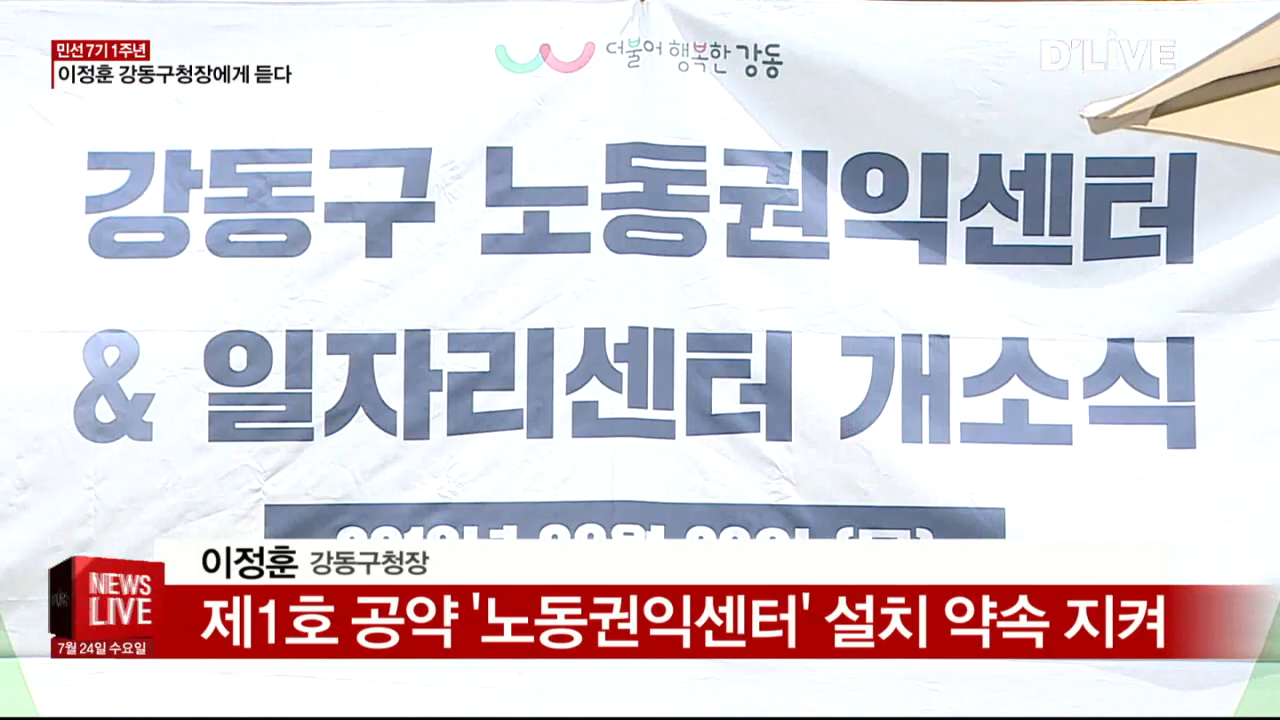 민선 7기 1주년
이정훈 강동구청장에게 듣다
더불어 행복한 강동
D'LIVE
강동구 노동권익센터
& 일자리센터 개소식
이정훈 강동구청장
NEWS
LIVE
제1호 공약 '노동권익센터' 설치 약속 지켜
7월 24일 수요일